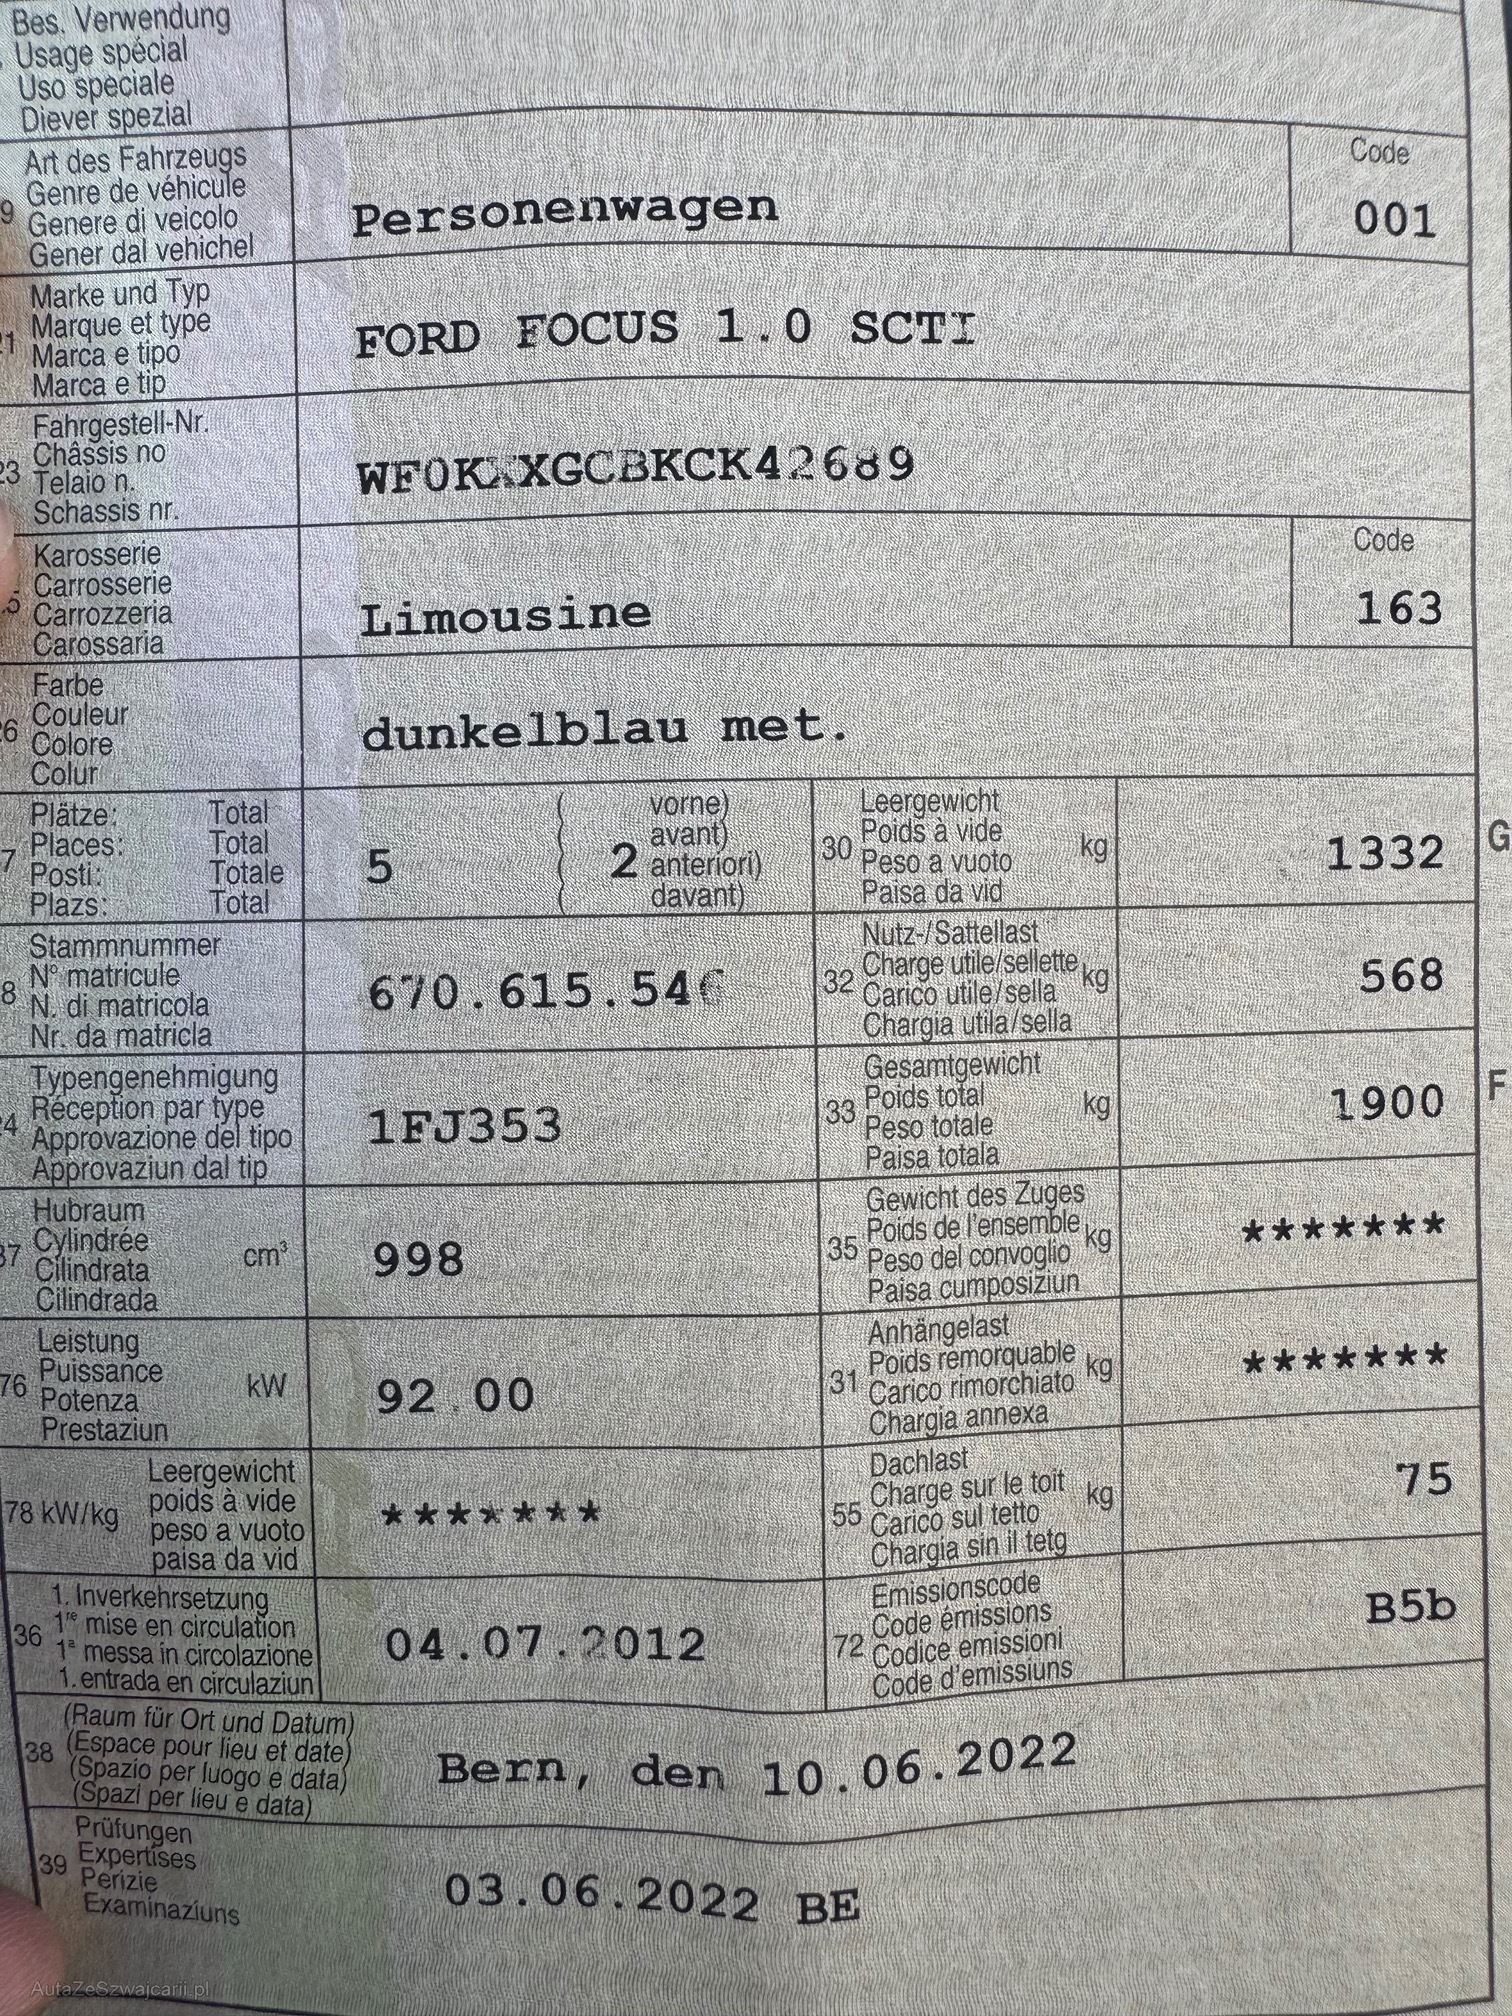 Bes. Verwendung
Usage spécial
Uso speciale
Diever spezial
Art des Fahrzeugs
Genre de véhicule
9 Genere di veicolo
Gener dal vehichel
Personenwagen
Code
001
Marke und Typ
Marque et type
21 Marca e tipo
Marca e tip
FORD FOCUS 1.0 SCTI
Fahrgestell-Nr.
Châssis no
23 Telaio n.
Schassis nr.
WF0KXXGCBKCK42689
Karosserie
Carrosserie
25 Carrozzeria
Carossaria
Limousine
Code
163
Farbe
Couleur
26 Colore
Colur
dunkelblau met.
Plätze: Total
Places: Total
7 Posti: Totale
Plazs: Total
5
( vorne)
( avant)
( 2 anteriori)
( davant)
Leergewicht
30 Poids à vide kg
Peso a vuoto
Paisa da vid
1332
G
Stammnummer
N° matricule
8 N. di matricola
Nr. da matricla
670.615.546
Nutz-/Sattellast
32 Charge utile/sellette kg
Carico utile/sella
Chargia utila/sella
568
Typengenehmigung
24 Réception par type
Approvazione del tipo
Approvaziun dal tip
1FJ353
Gesamtgewicht
33 Poids total kg
Peso totale
Paisa totala
1900
F
Hubraum
37 Cylindrée cm³
Cilindrata
Cilindrada
998
Gewicht des Zuges
35 Poids de l'ensemble kg
Peso del convoglio
Paisa cumposiziun
*******
Leistung
76 Puissance kW
Potenza
Prestaziun
92.00
Anhängelast
31 Poids remorquable kg
Carico rimorchiato
Chargia annexa
*******
Leergewicht
78 kW/kg poids à vide
peso a vuoto
paisa da vid
*******
Dachlast
55 Charge sur le toit kg
Carico sul tetto
Chargia sin il tetg
75
1. Inverkehrsetzung
36 1re mise en circulation
1a messa in circolazione
1. entrada en circulaziun
04.07.2012
Emissionscode
72 Code émissions
Codice emissioni
Code d'emissiuns
B5b
(Raum für Ort und Datum)
38 (Espace pour lieu et date)
(Spazio per luogo e data)
(Spazi per lieu e data)
Bern, den 10.06.2022
Prüfungen
39 Expertises
Perizie
Examinaziuns
03.06.2022 BE
AutaZeSzwajcarii.pl